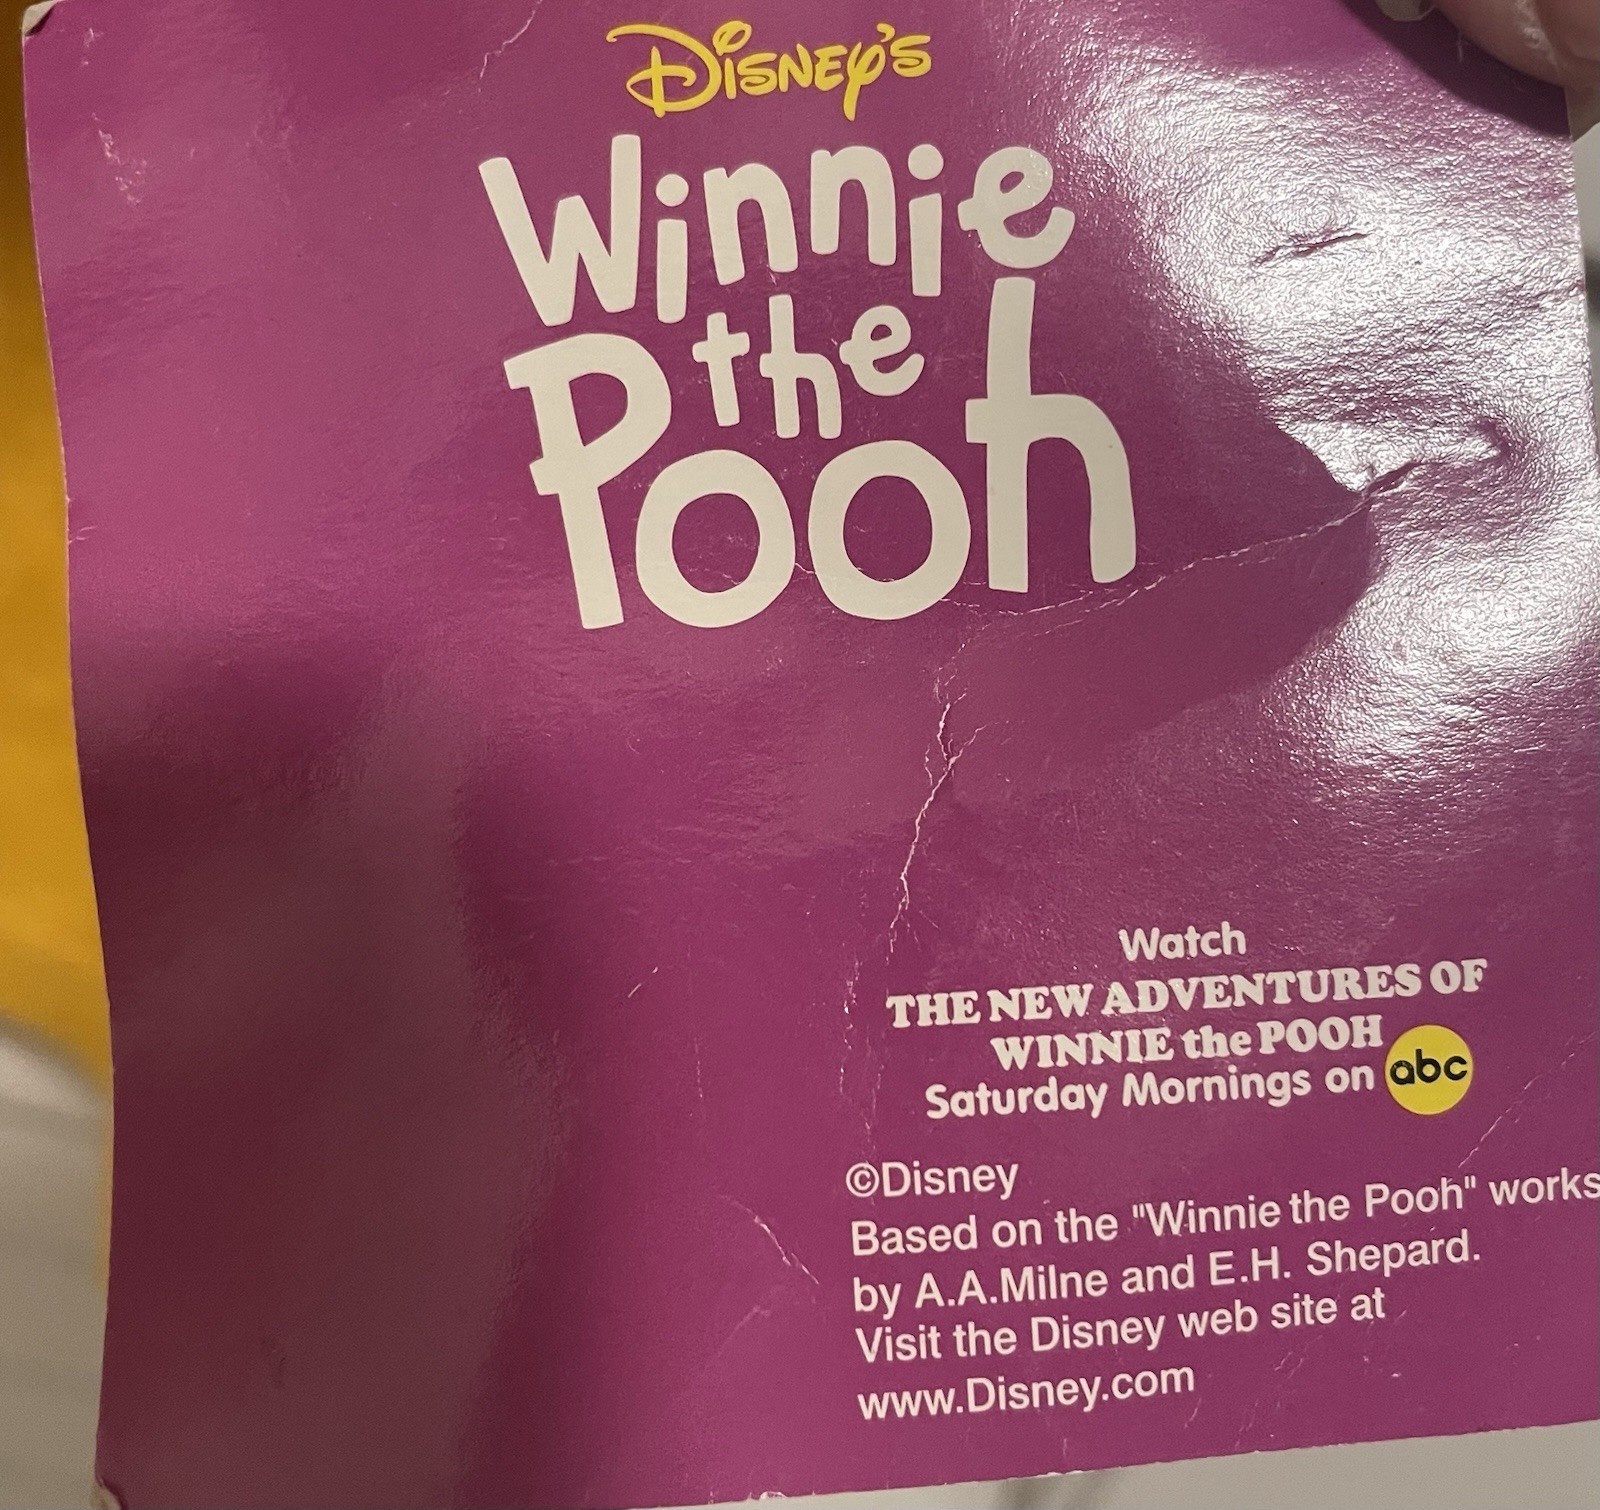 Disney's
Winnie
the
Pooh
Watch
THE NEW ADVENTURES OF
WINNIE the POOH
Saturday Mornings on abc
©Disney
Based on the "Winnie the Pooh" works
by A.A.Milne and E.H. Shepard.
Visit the Disney web site at
www.Disney.com